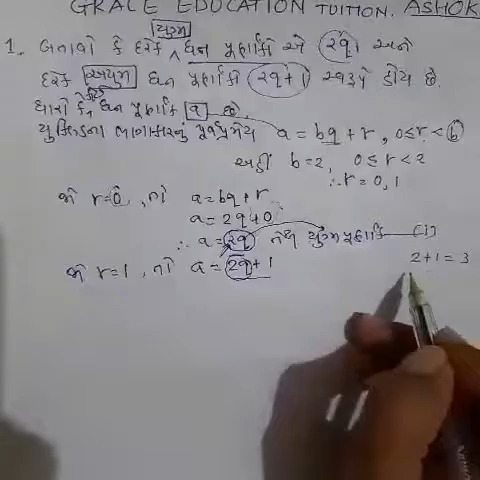 GRACE EDUCATION TUITION. ASHOK
યુગ્મ
1. બતાવો કે દરેક ^ ધન પૂર્ણાંક એ 2q અને
દરેક અયુગ્મ ધન પૂર્ણાંક 2q+1 સ્વરૂપે હોય છે.
ધારો કે કોઈ ધન પૂર્ણાંક a છે.
યુક્લિડના ભાગાકારનું પૂર્વપ્રમેય a = bq + r, 0≤r<b
અહીં b=2, 0≤r<2
∴ r=0,1
જો r=0, તો a=bq+r
a=2q+0
∴ a=2q તેથી યુગ્મ પૂર્ણાંક —(i)
2+1=3
જો r=1, તો a=2q+1